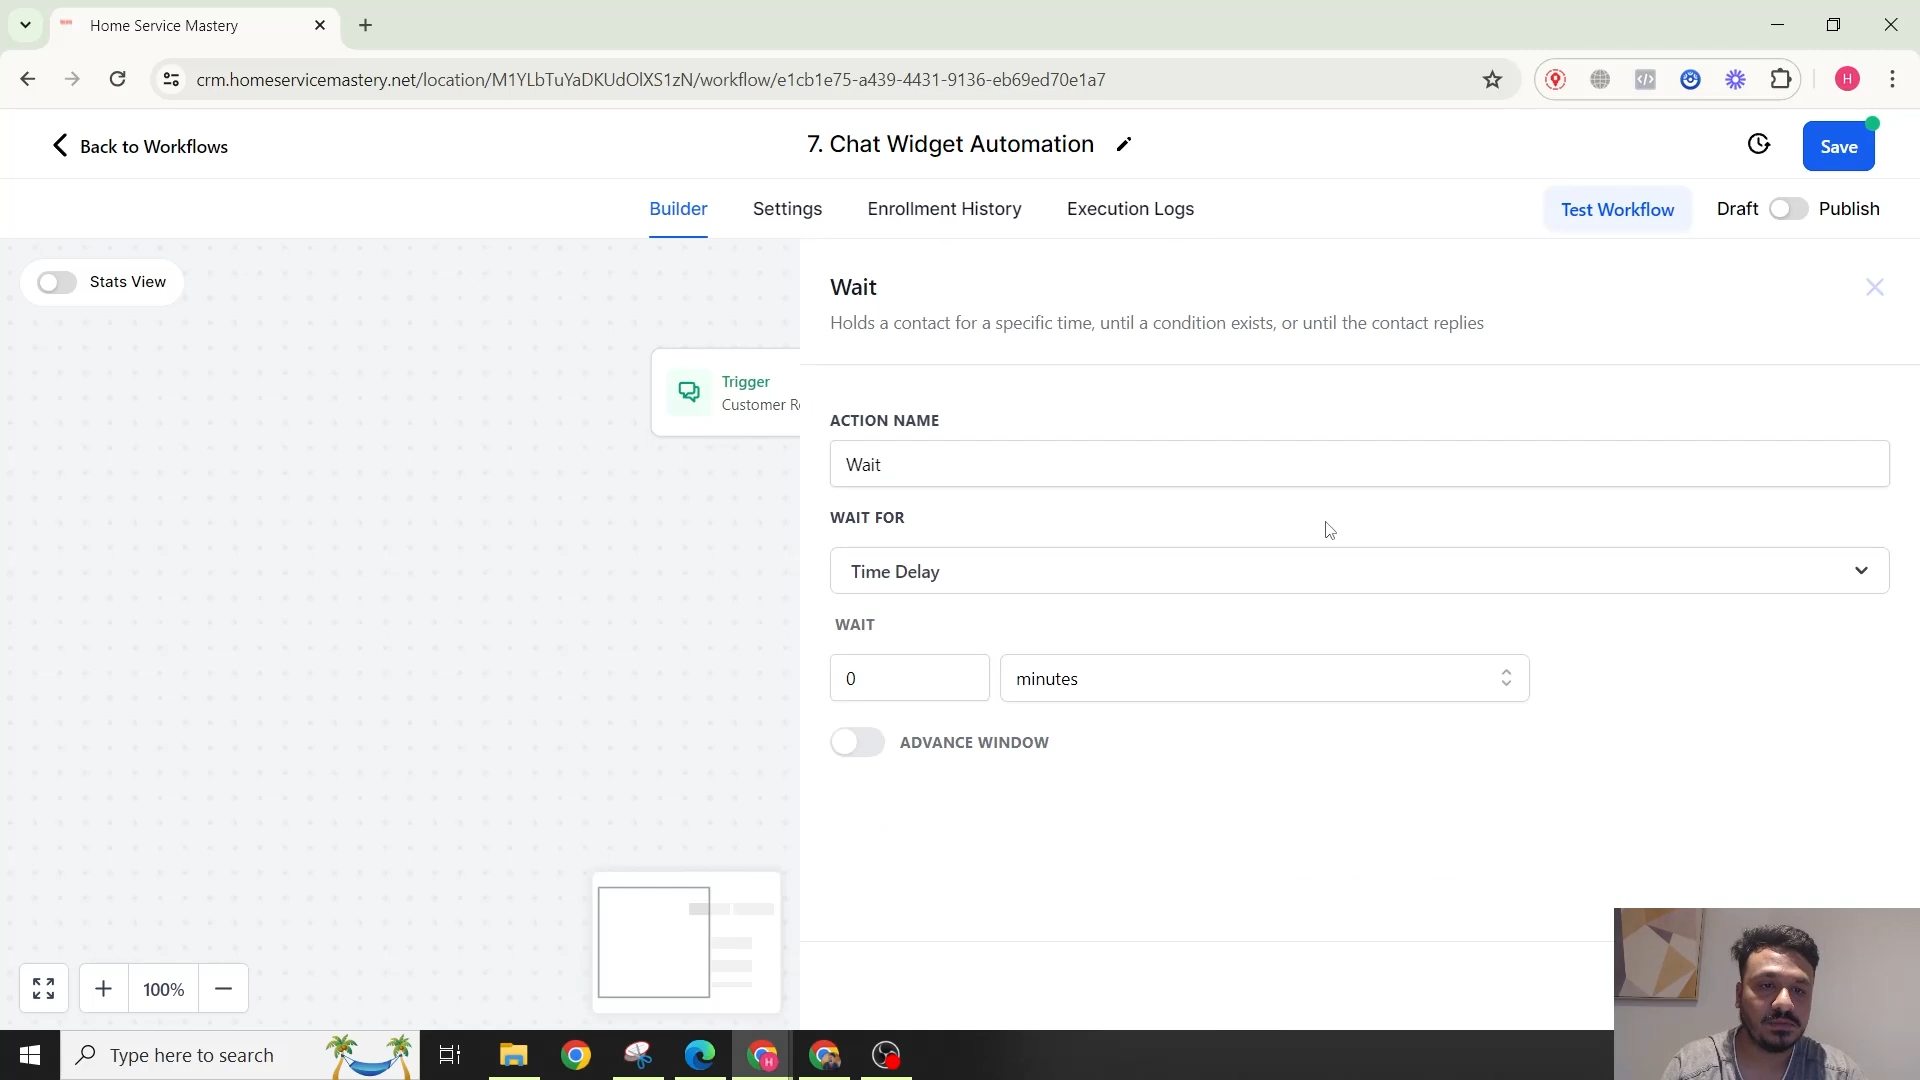 Home Service Mastery
crm.homeservicemastery.net/location/M1YLbTuYaDKUdOlXS1zN/workflow/e1cb1e75-a439-4431-9136-eb69ed70e1a7
H
Back to Workflows
7. Chat Widget Automation
Save
Builder
Settings
Enrollment History
Execution Logs
Test Workflow
Draft
Publish
Stats View
Trigger
Customer Re
Wait
Holds a contact for a specific time, until a condition exists, or until the contact replies
ACTION NAME
Wait
WAIT FOR
Time Delay
WAIT
0
minutes
ADVANCE WINDOW
100%
Type here to search
H